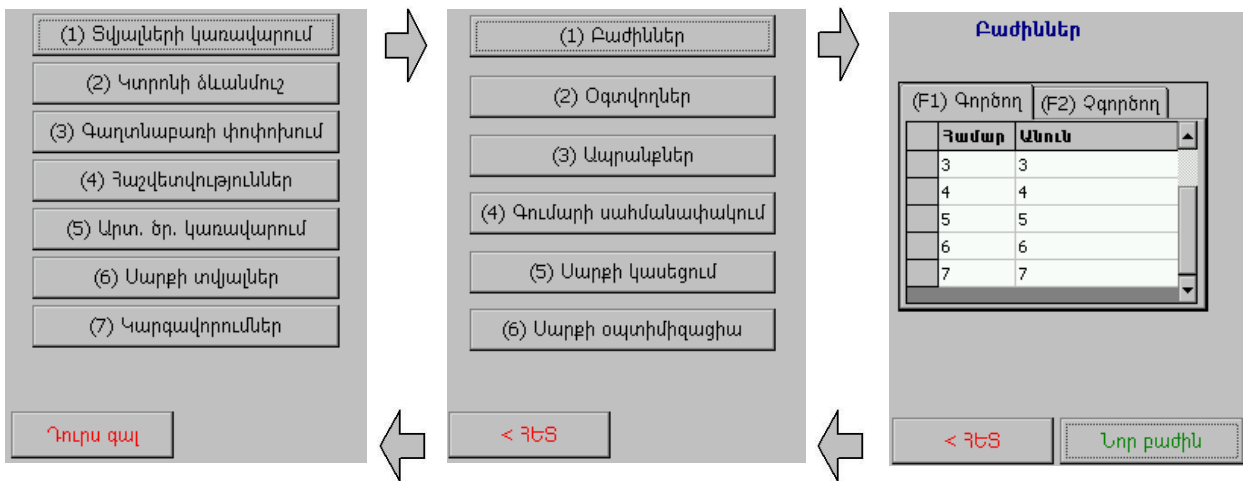 (1) Տվյալների կառավարում
(2) Կտրոնի ձևանմուշ
(3) Գաղտնաբառի փոփոխում
(4) Հաշվետվություններ
(5) Արտ. ծր. կառավարում
(6) Սարքի տվյալներ
(7) Կարգավորումներ
Դուրս գալ
(1) Բաժիններ
(2) Օգտվողներ
(3) Ապրանքներ
(4) Գումարի սահմանափակում
(5) Սարքի կասեցում
(6) Սարքի օպտիմիզացիա
< ՀԵՏ
Բաժիններ
(F1) Գործող (F2) Չգործող
Համար Անուն
3 3
4 4
5 5
6 6
7 7
< ՀԵՏ Նոր բաժին